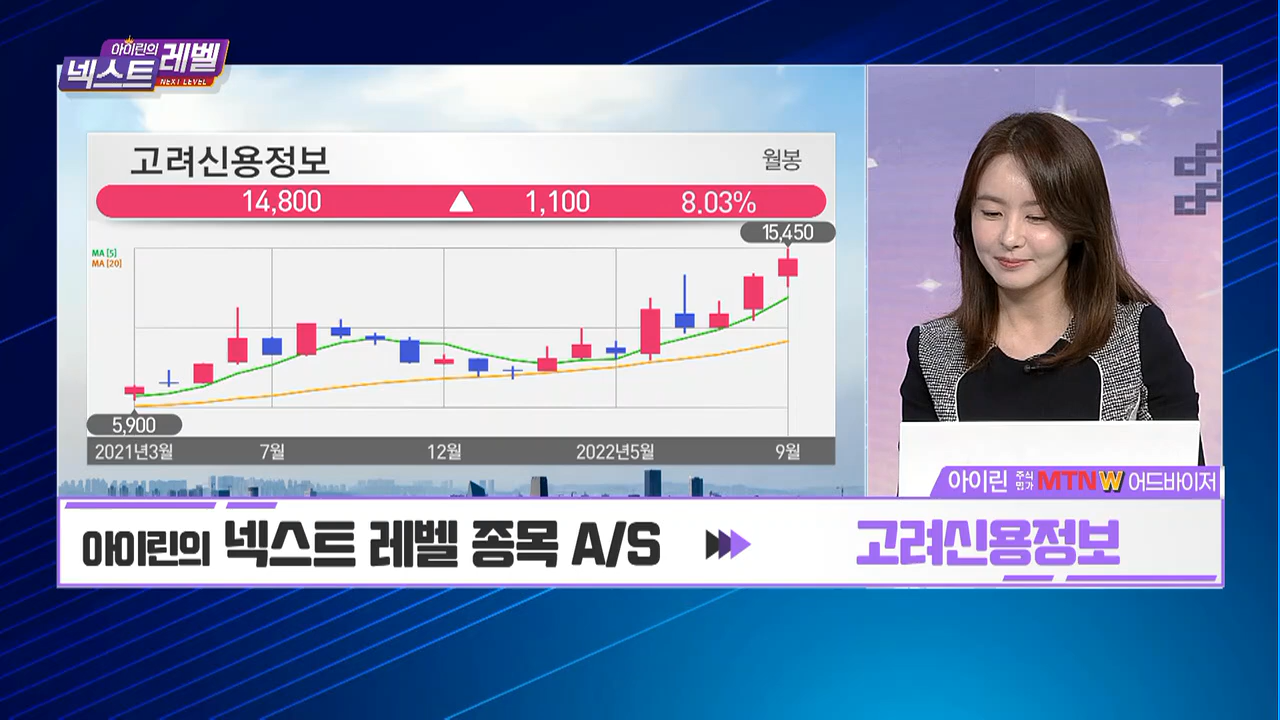 아이린의
넥스트 레벨
NEXT LEVEL
고려신용정보
월봉
14,800 ▲ 1,100 8.03%
15,450
MA [5]
MA [20]
5,900
2021년3월 7월 12월 2022년5월 9월
아이린 주식전문가 MTNW 어드바이저
아이린의 넥스트 레벨 종목 A/S 고려신용정보